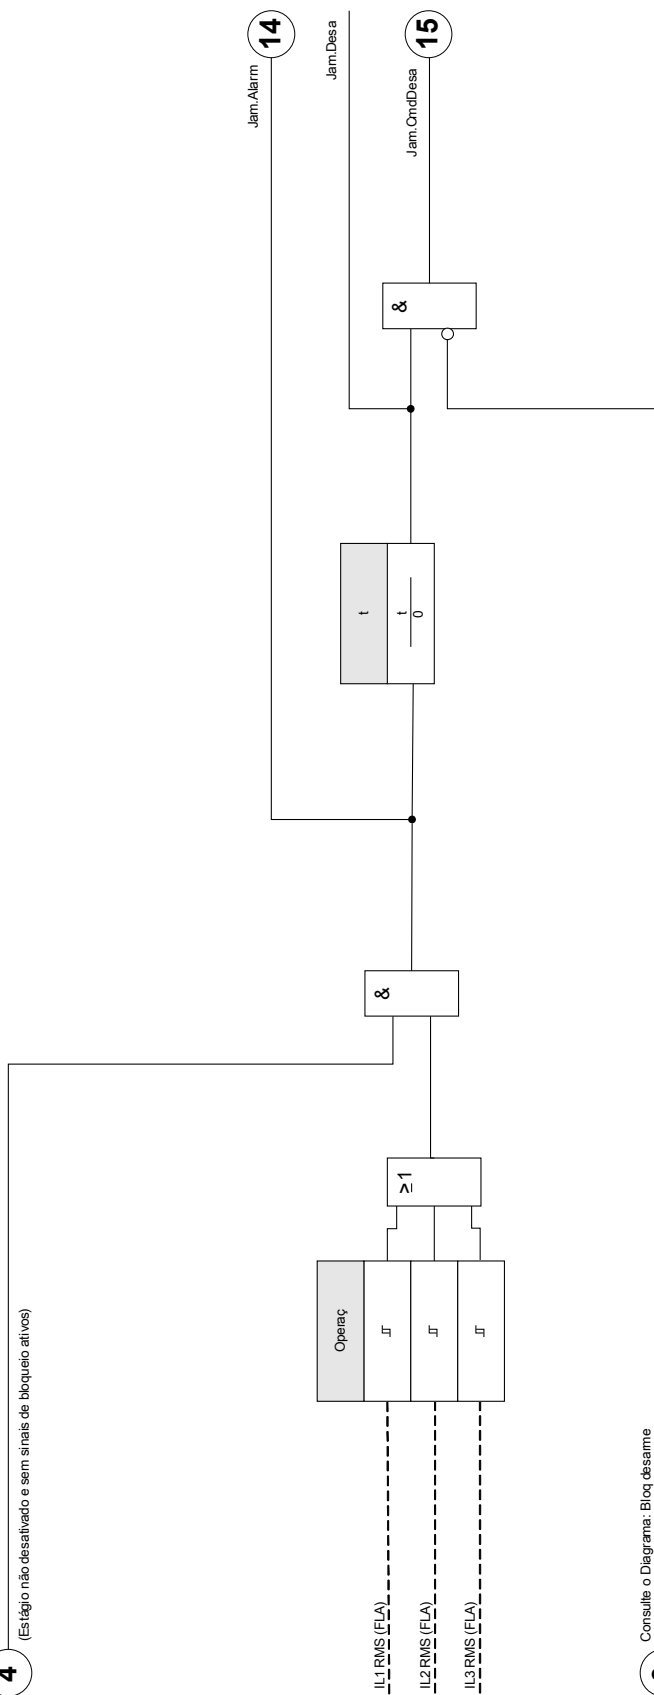 4
(Estágio não desativado e sem sinais de bloqueio ativos)
IL1 RMS (FLA)
IL2 RMS (FLA)
IL3 RMS (FLA)
Operaç
≥1
&
t
t
0
&
Jam.Alarm
14
Jam.Desa
Jam.CmdDesa
15
Consulte o Diagrama: Bloq desarme